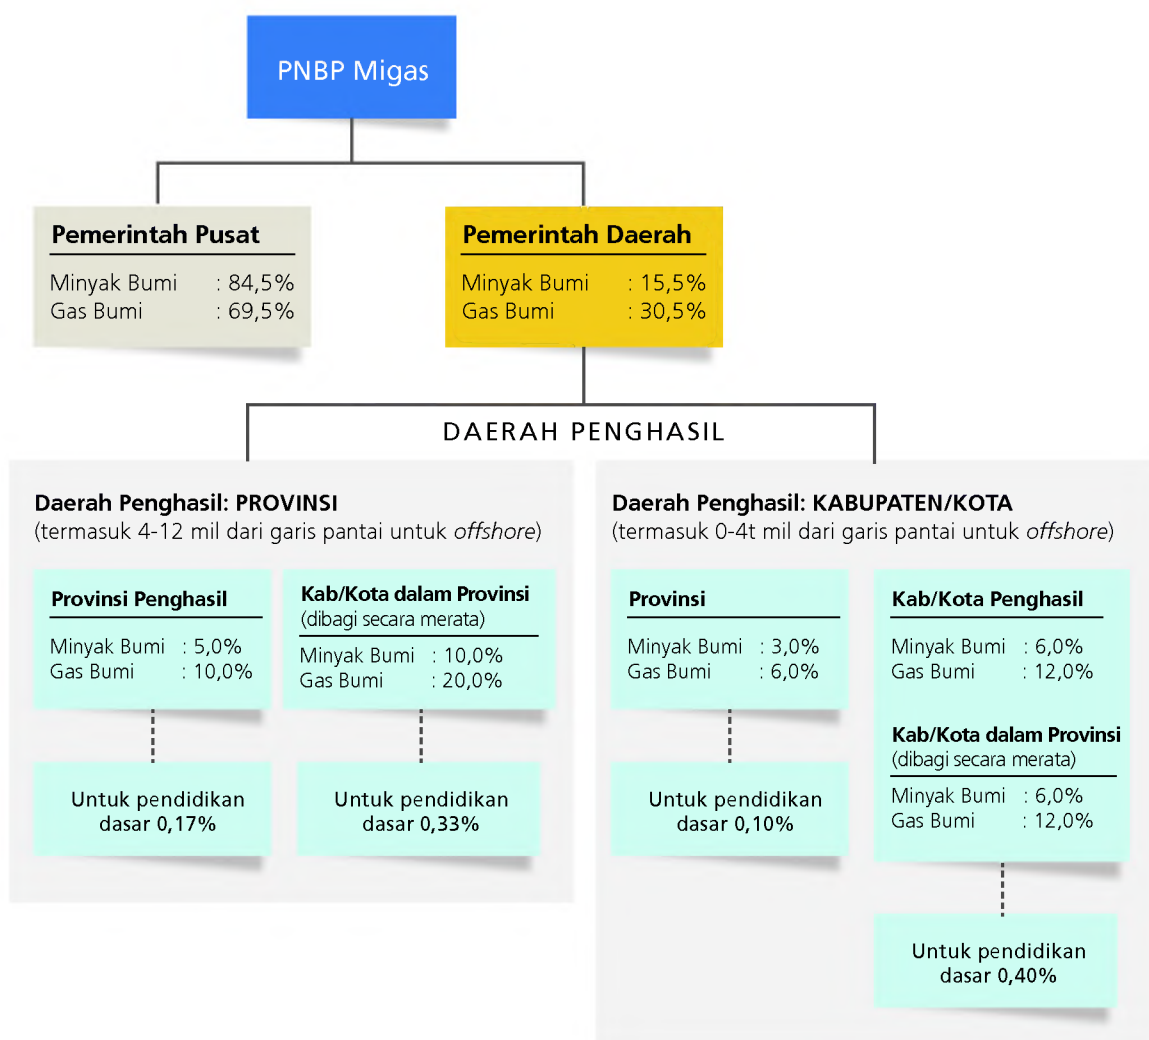 PNBP Migas
Pemerintah Pusat
Minyak Bumi : 84,5%
Gas Bumi : 69,5%
Pemerintah Daerah
Minyak Bumi : 15,5%
Gas Bumi : 30,5%
DAERAH PENGHASIL
Daerah Penghasil: PROVINSI
(termasuk 4-12 mil dari garis pantai untuk offshore)
Provinsi Penghasil
Minyak Bumi : 5,0%
Gas Bumi : 10,0%
Untuk pendidikan
dasar 0,17%
Kab/Kota dalam Provinsi
(dibagi secara merata)
Minyak Bumi : 10,0%
Gas Bumi : 20,0%
Untuk pendidikan
dasar 0,33%
Daerah Penghasil: KABUPATEN/KOTA
(termasuk 0-4t mil dari garis pantai untuk offshore)
Provinsi
Minyak Bumi : 3,0%
Gas Bumi : 6,0%
Untuk pendidikan
dasar 0,10%
Kab/Kota Penghasil
Minyak Bumi : 6,0%
Gas Bumi : 12,0%
Kab/Kota dalam Provinsi
(dibagi secara merata)
Minyak Bumi : 6,0%
Gas Bumi : 12,0%
Untuk pendidikan
dasar 0,40%